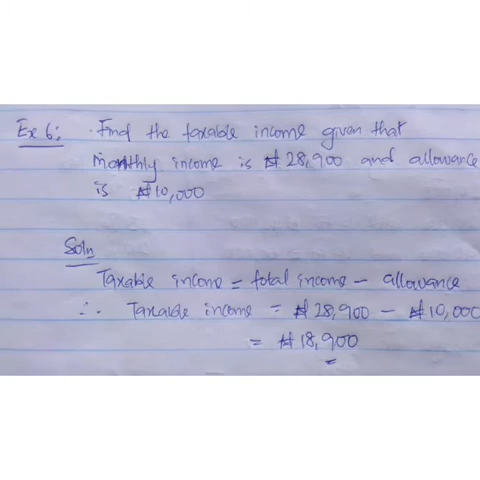 Ex 6: Find the taxable income given that
monthly income is ₦28,900 and allowance
is ₦10,000
Soln
Taxable income = total income - allowance
∴ Taxable income = ₦28,900 - ₦10,000
= ₦18,900